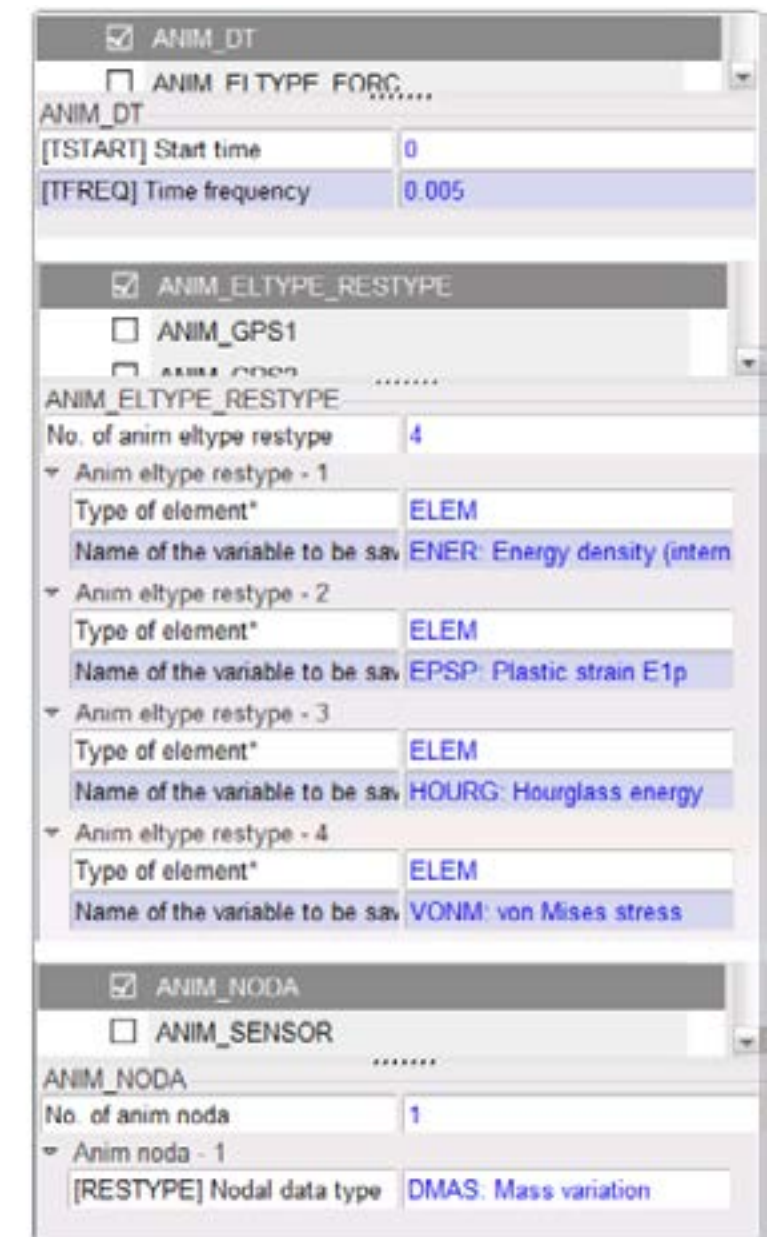 ANIM_DT
ANIM_ELTYPE_FORC
ANIM_DT
[TSTART] Start time 0
[TFREQ] Time frequency 0.005
ANIM_ELTYPE_RESTYPE
ANIM_GPS1
ANIM_GPS2
ANIM_ELTYPE_RESTYPE
No. of anim eltype restype 4
Anim eltype restype - 1
Type of element* ELEM
Name of the variable to be sav ENER: Energy density (intern
Anim eltype restype - 2
Type of element* ELEM
Name of the variable to be sav EPSP: Plastic strain E1p
Anim eltype restype - 3
Type of element* ELEM
Name of the variable to be sav HOURG: Hourglass energy
Anim eltype restype - 4
Type of element* ELEM
Name of the variable to be sav VONM: von Mises stress
ANIM_NODA
ANIM_SENSOR
ANIM_NODA
No. of anim noda 1
Anim noda - 1
[RESTYPE] Nodal data type DMAS: Mass variation